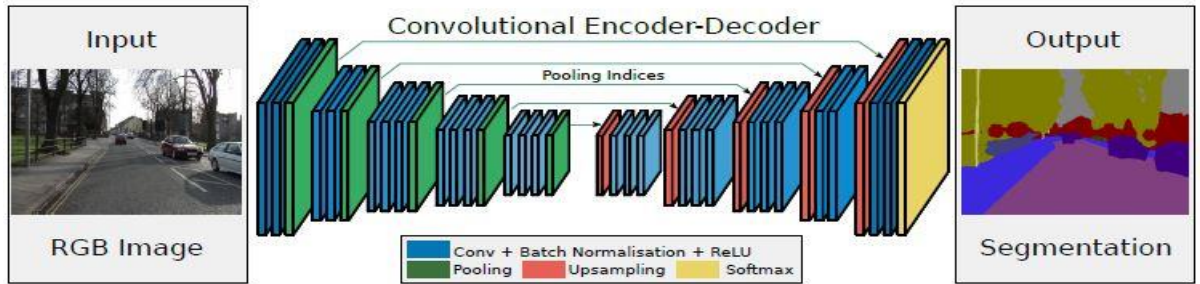 Input
RGB Image
Convolutional Encoder-Decoder
Pooling Indices
Conv + Batch Normalisation + ReLU
Pooling Upsampling Softmax
Output
Segmentation